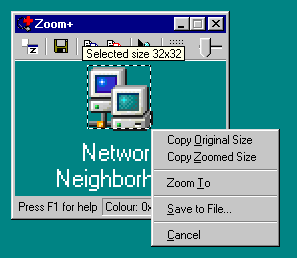 Zoom+
Selected size 32x32
Networ
Neighborh
Copy Original Size
Copy Zoomed Size
Zoom To
Save to File...
Cancel
Press F1 for help
Colour: 0x